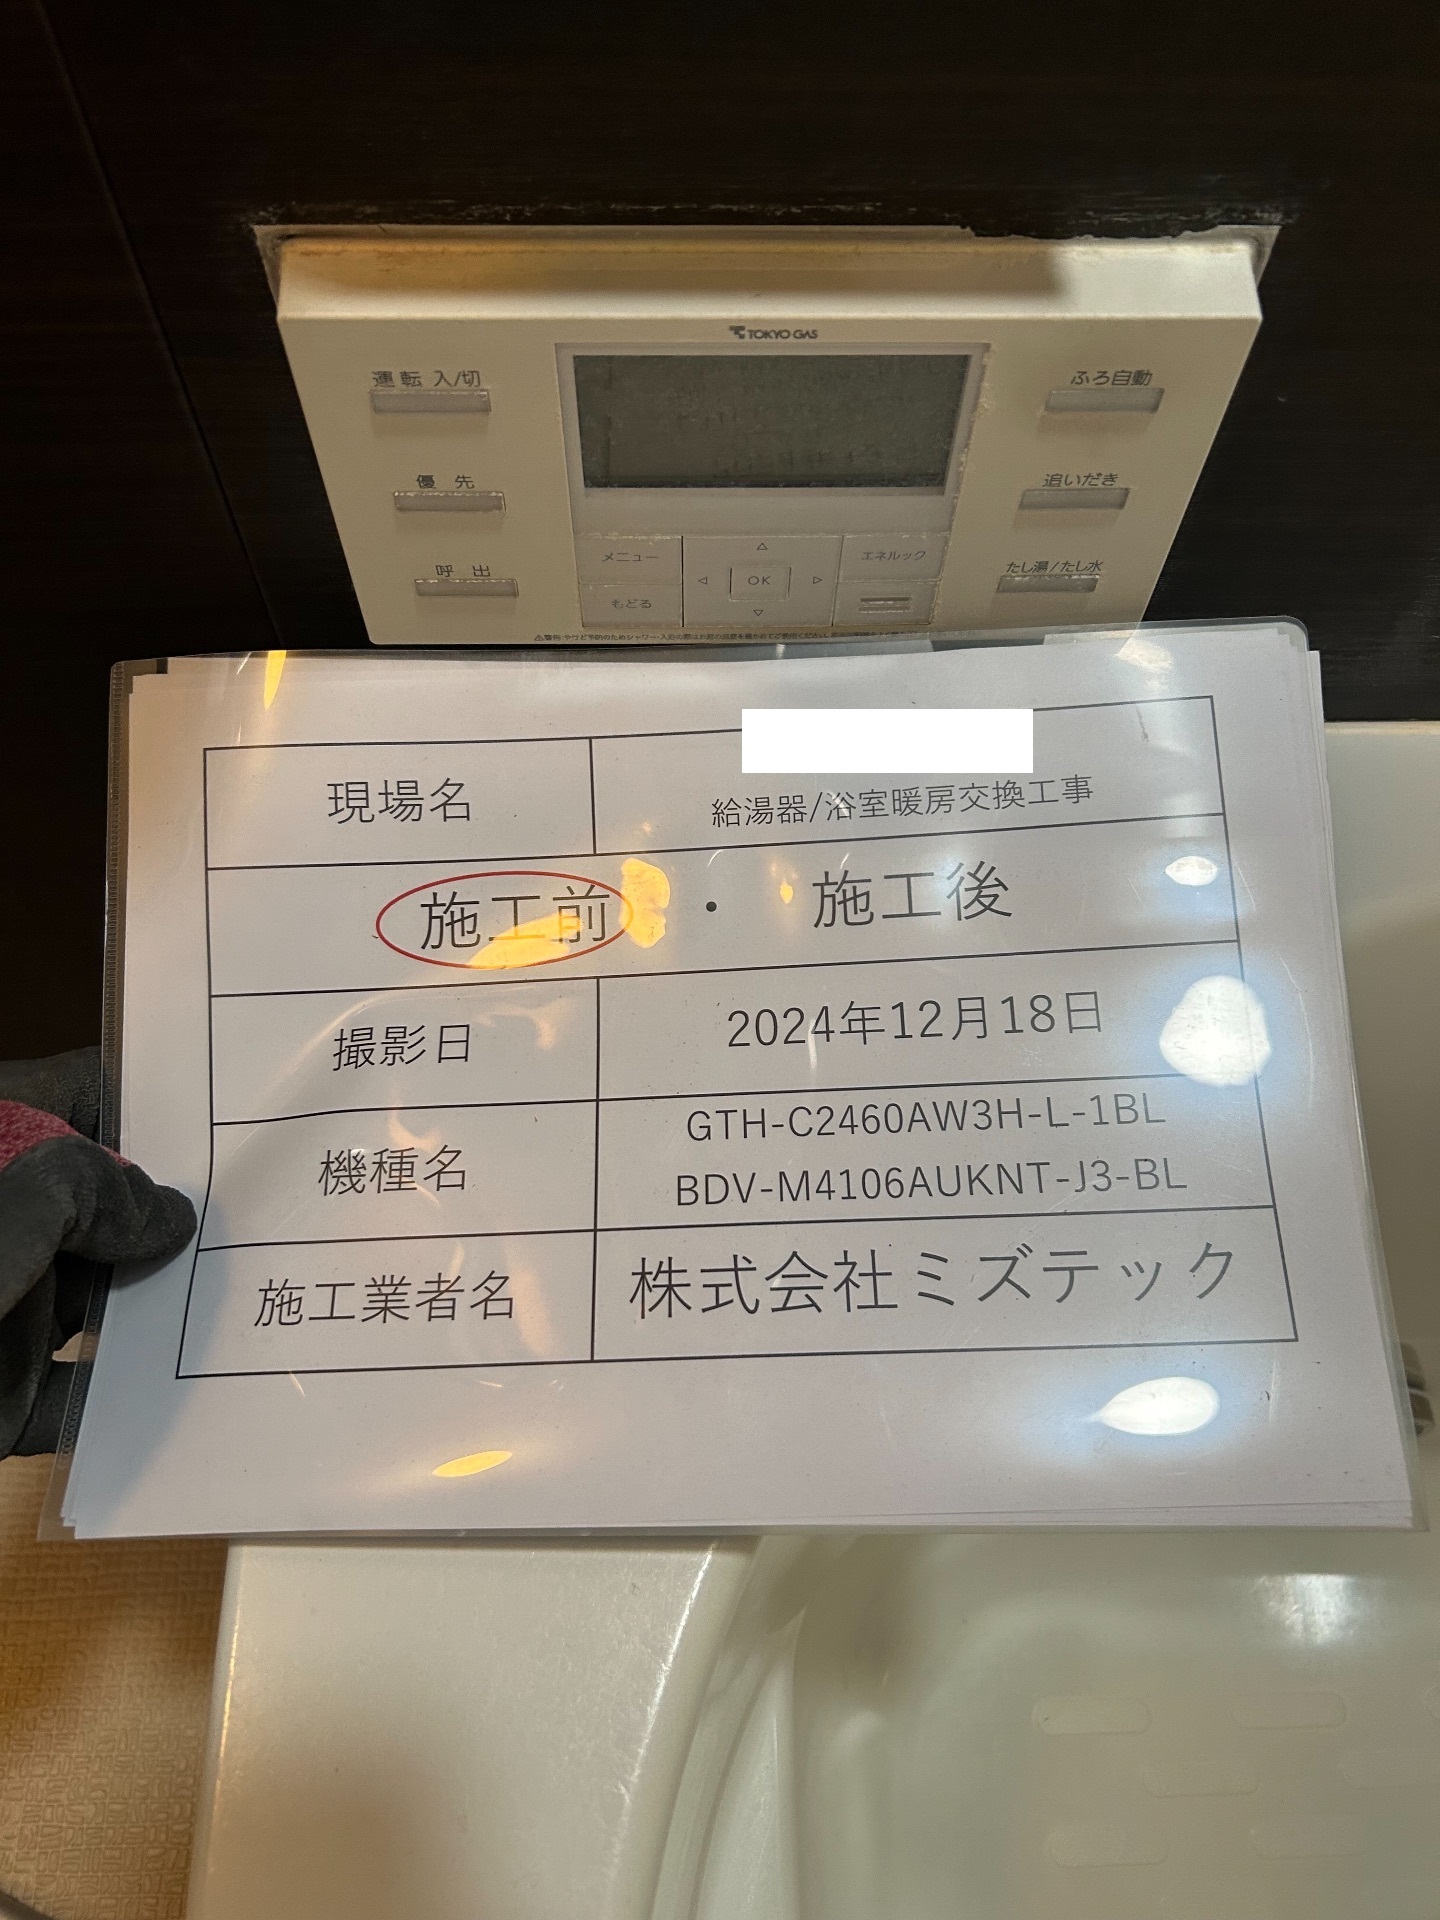 TOKYO GAS
運転 入/切
ふろ自動
優先
追いだき
呼出
たし湯/たし水
メニュー
エネルック
OK
もどる
現場名
給湯器/浴室暖房交換工事
施工前 ・ 施工後
撮影日
2024年12月18日
機種名
GTH-C2460AW3H-L-1BL
BDV-M4106AUKNT-J3-BL
施工業者名
株式会社ミズテック